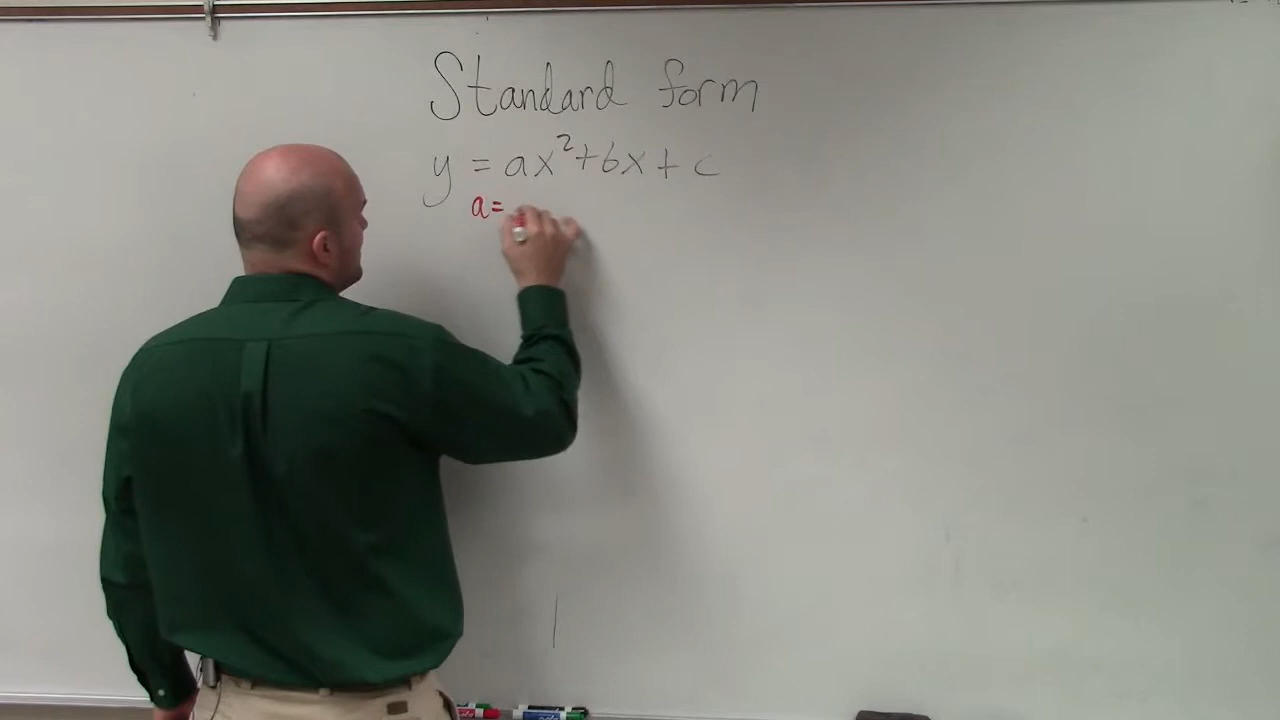 Standard form
y = ax²+bx+c
a=